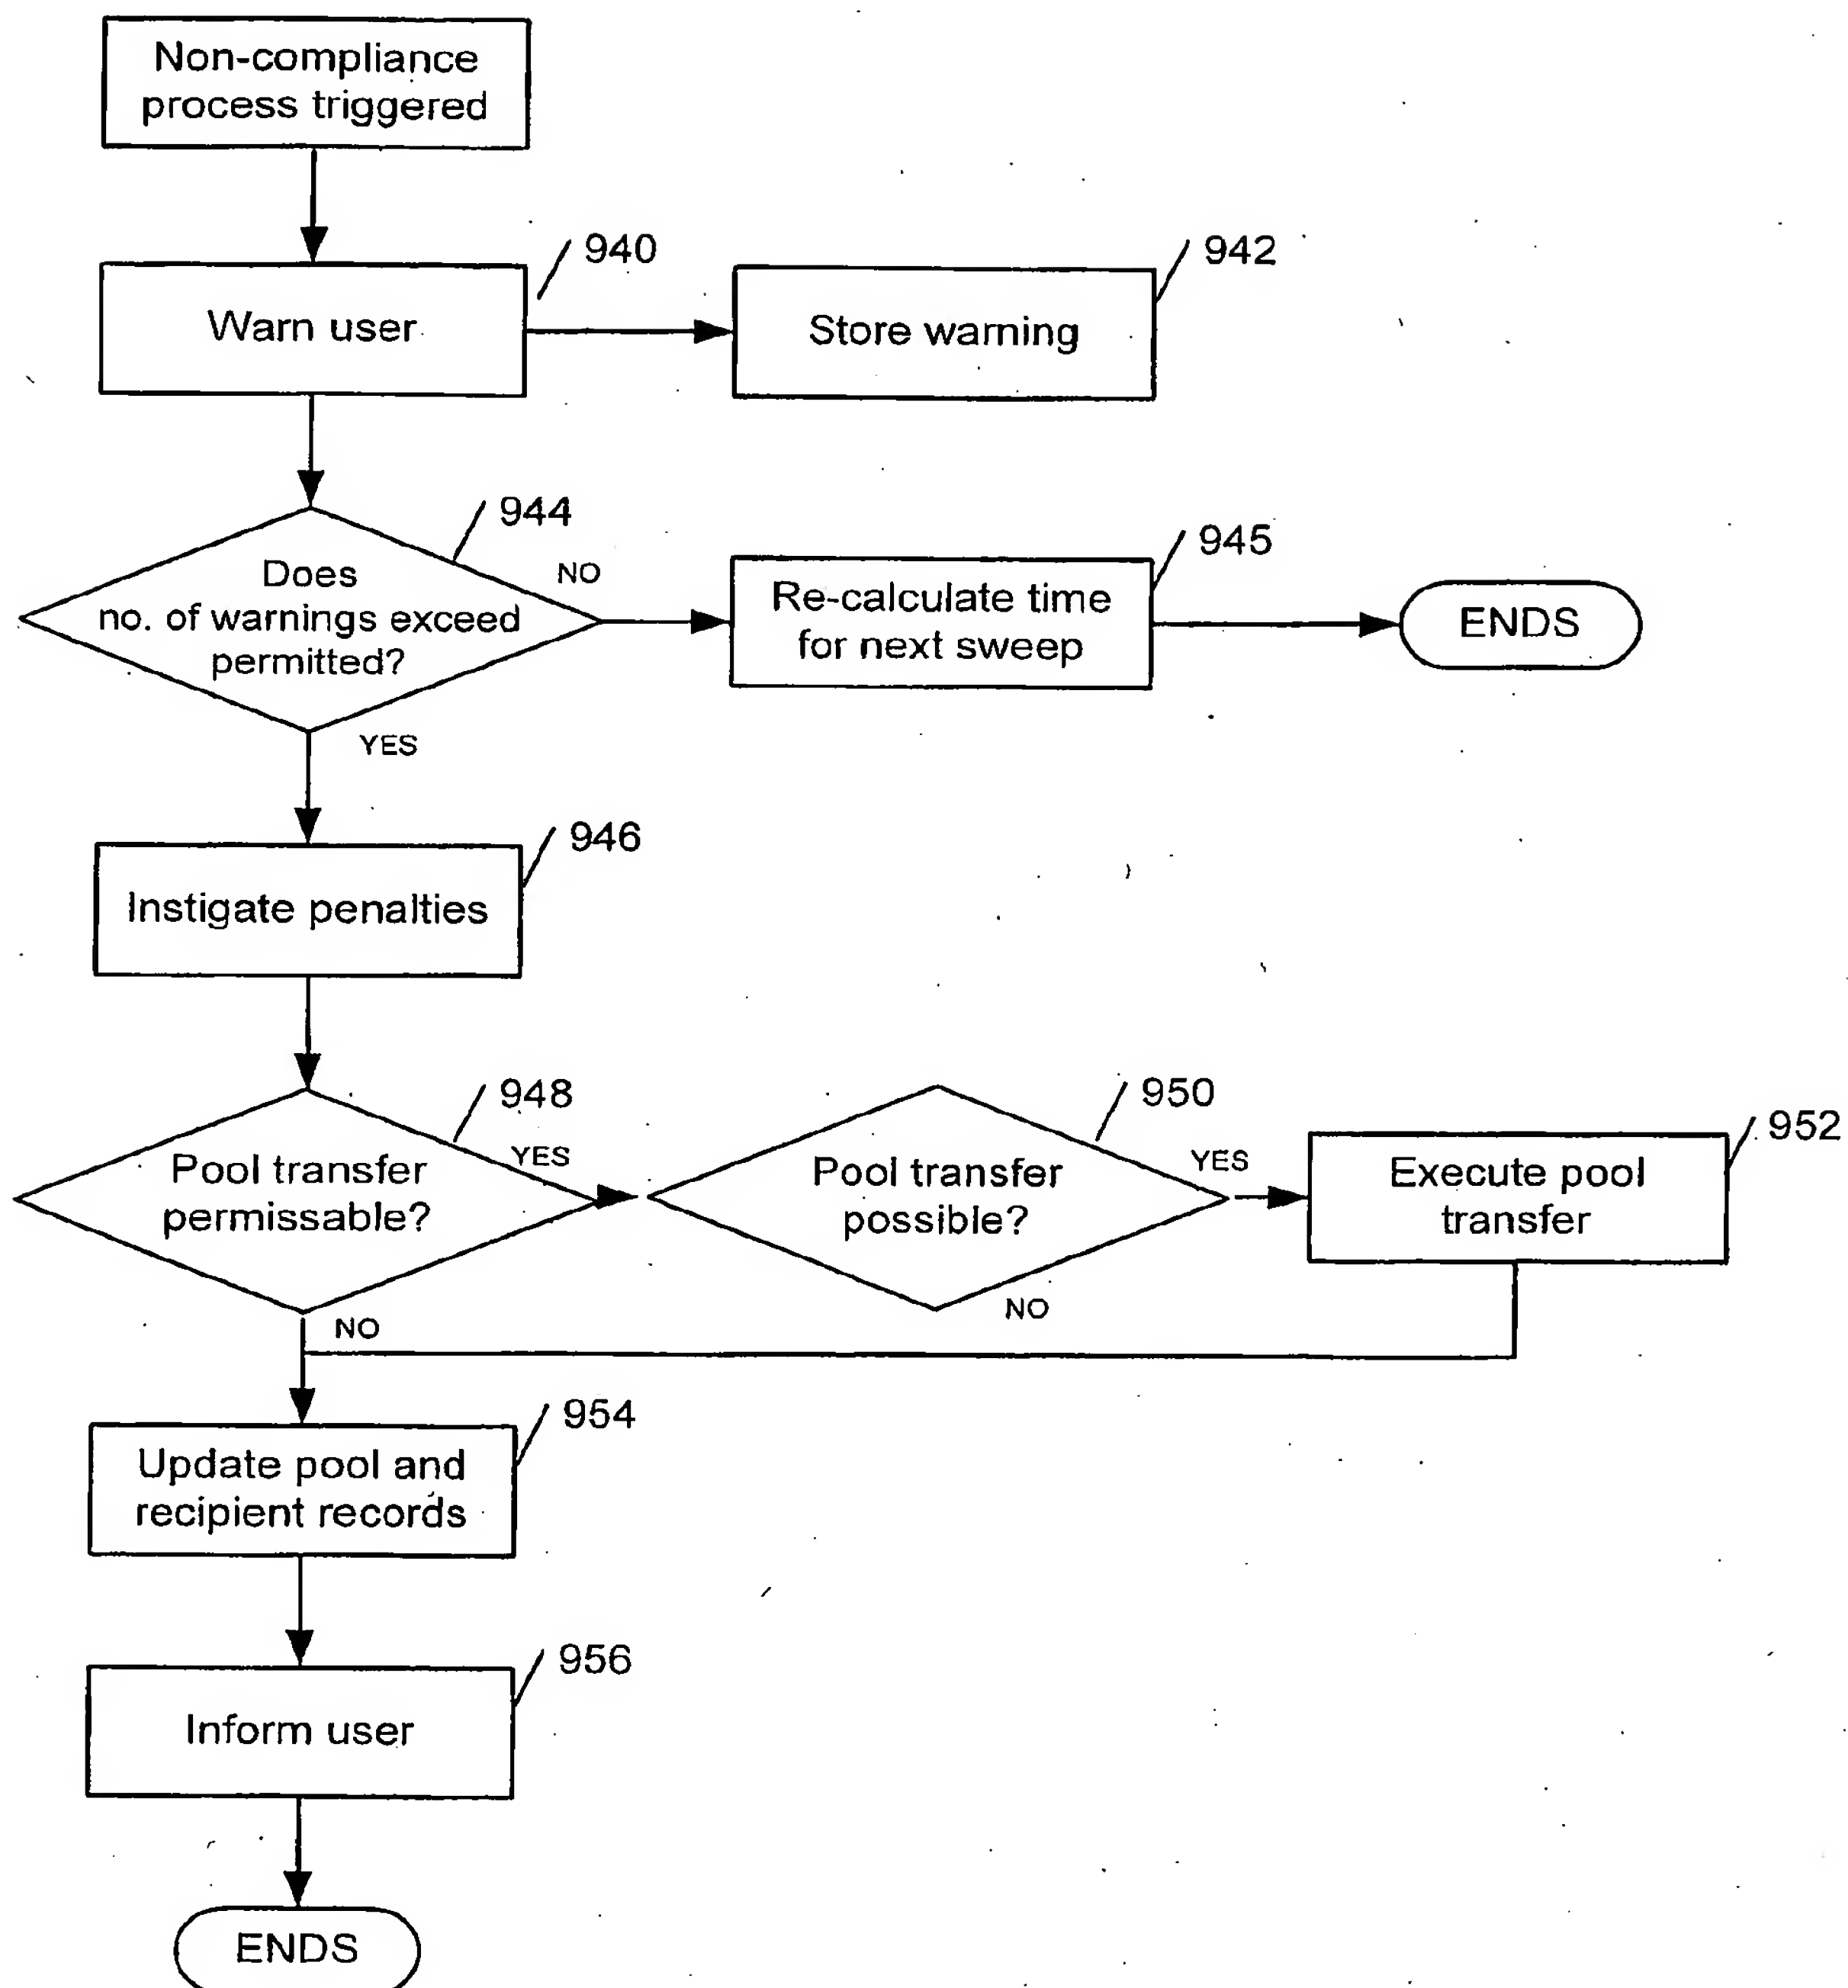 Non-compliance
process triggered
940
942
Warn user
Store warning
944
945
Does
no. of warnings exceed
permitted?
NO
Re-calculate time
for next sweep
ENDS
YES
946
Instigate penalties
948
950
952
Pool transfer
permissable?
YES
Pool transfer
possible?
YES
Execute pool
transfer
NO
NO
954
Update pool and
recipient records
956
Inform user
ENDS